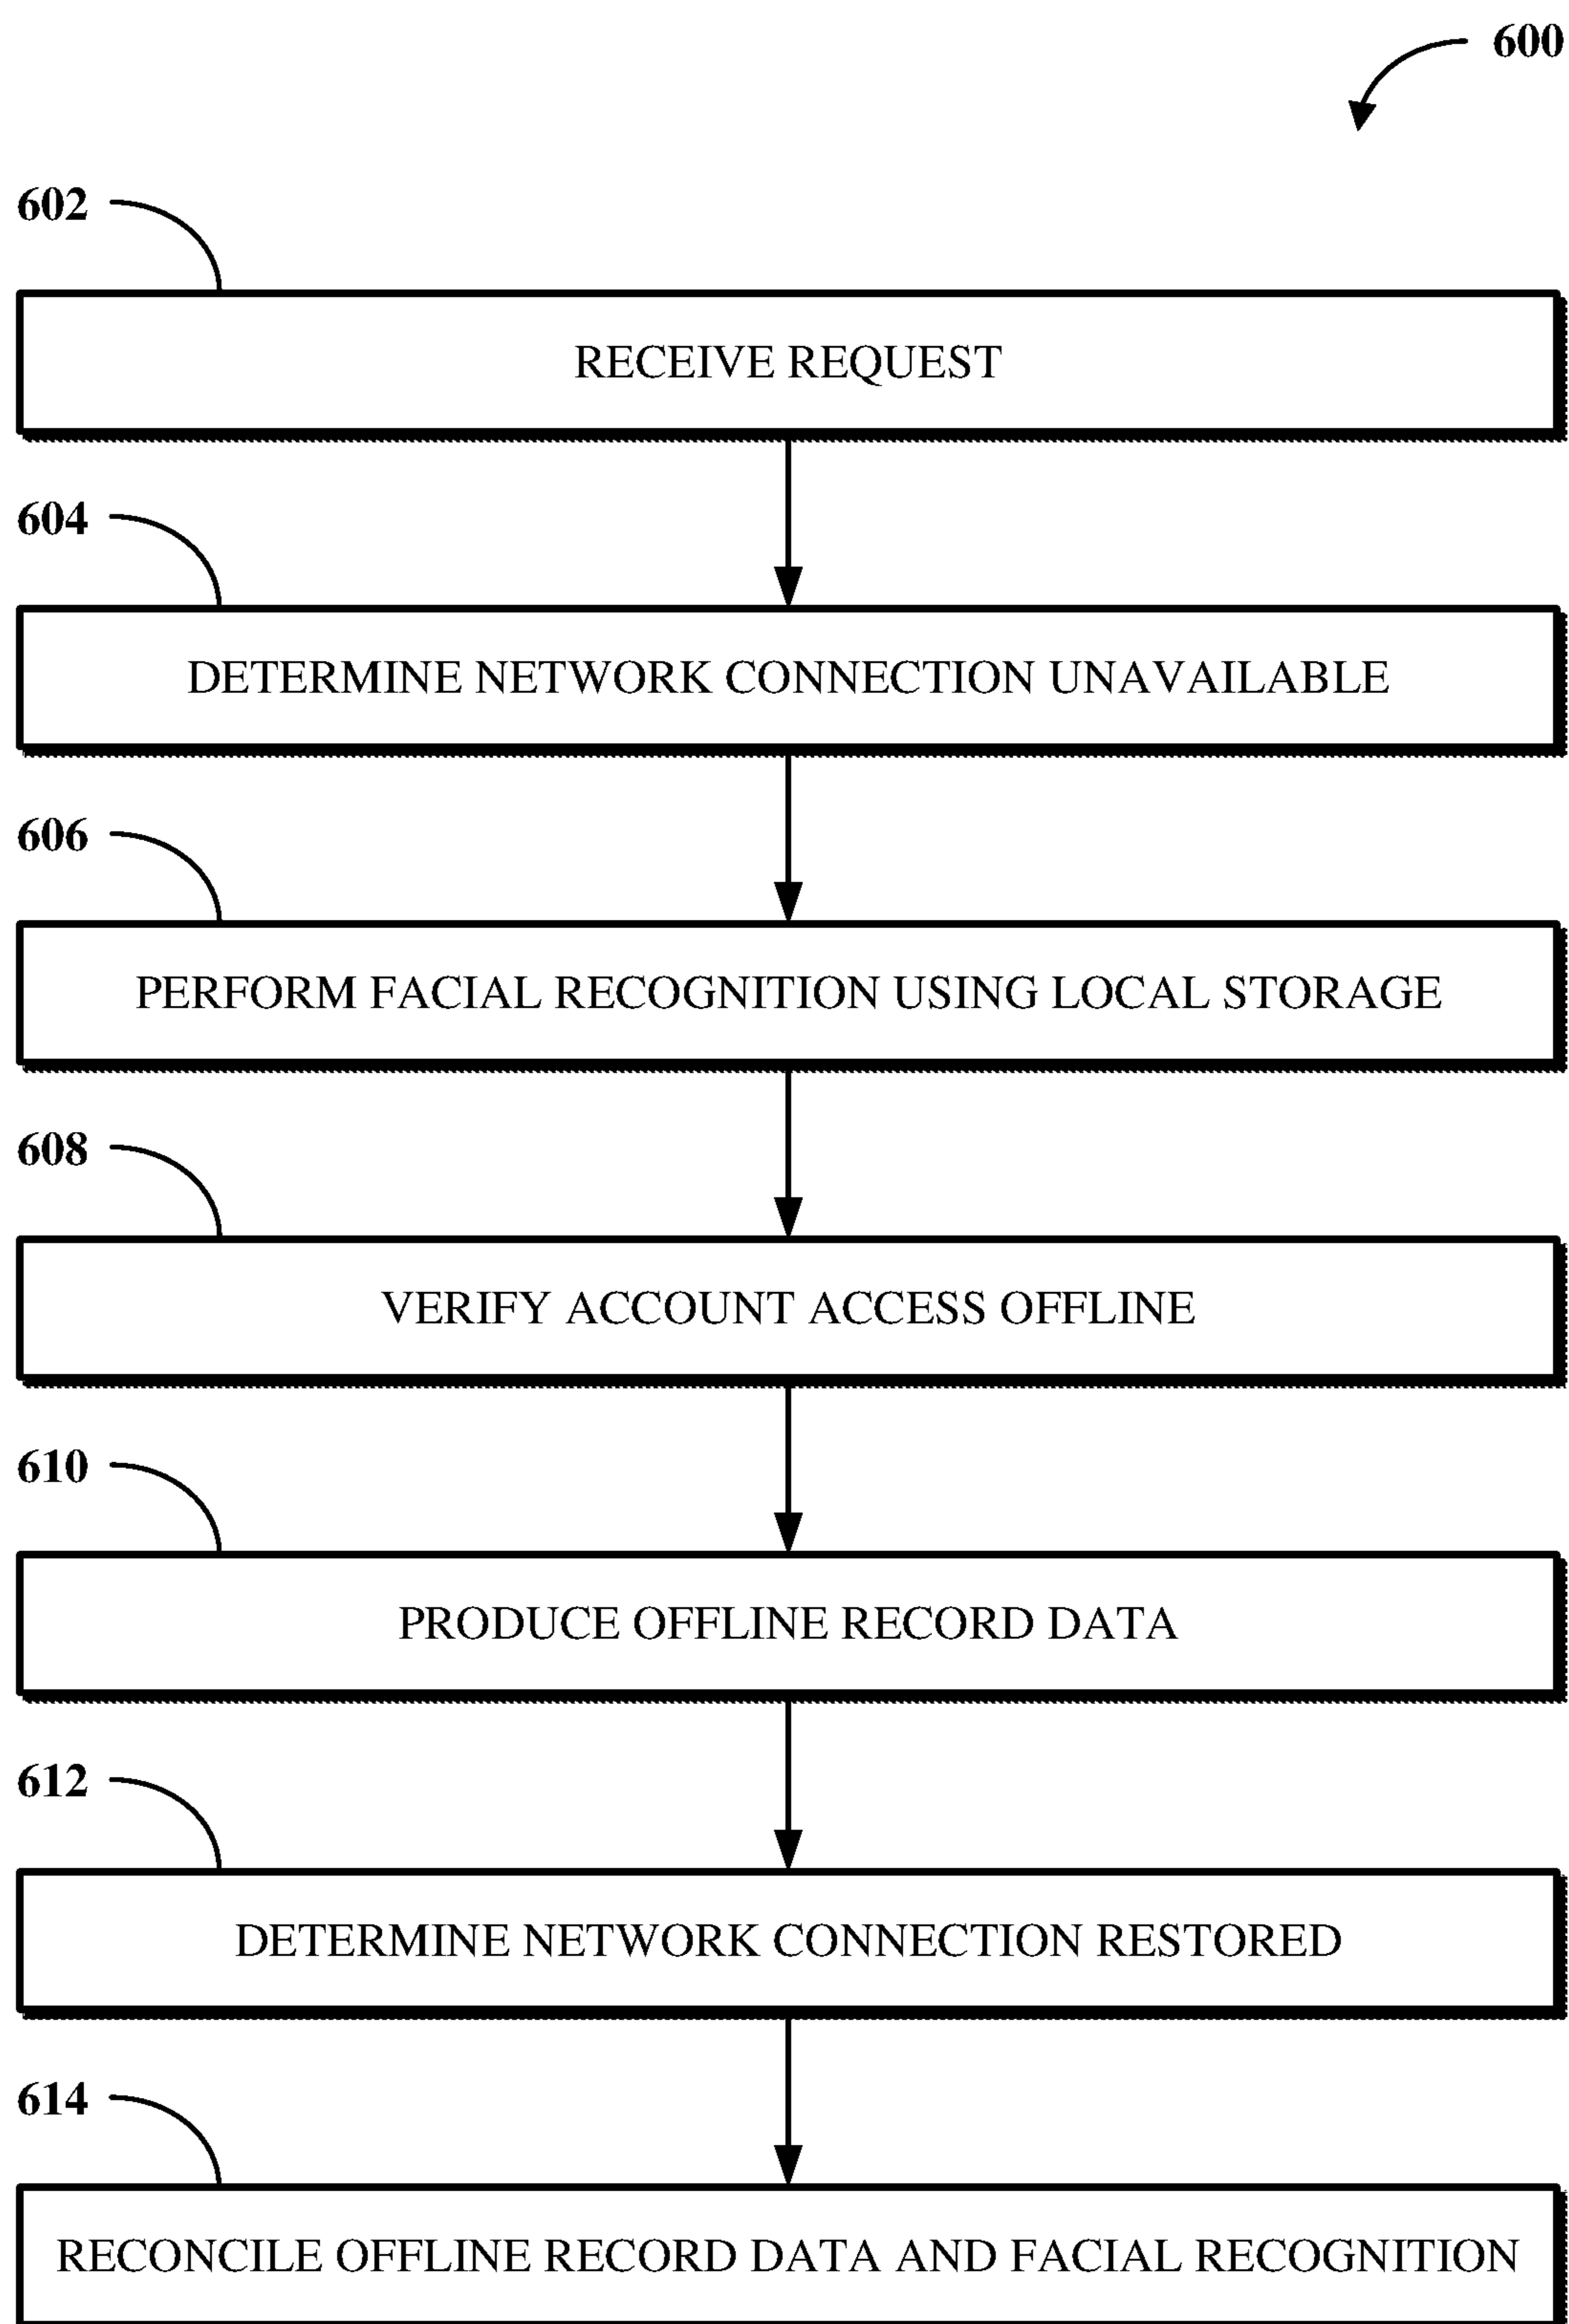 600
602
RECEIVE REQUEST
604
DETERMINE NETWORK CONNECTION UNAVAILABLE
606
PERFORM FACIAL RECOGNITION USING LOCAL STORAGE
608
VERIFY ACCOUNT ACCESS OFFLINE
610
PRODUCE OFFLINE RECORD DATA
612
DETERMINE NETWORK CONNECTION RESTORED
614
RECONCILE OFFLINE RECORD DATA AND FACIAL RECOGNITION